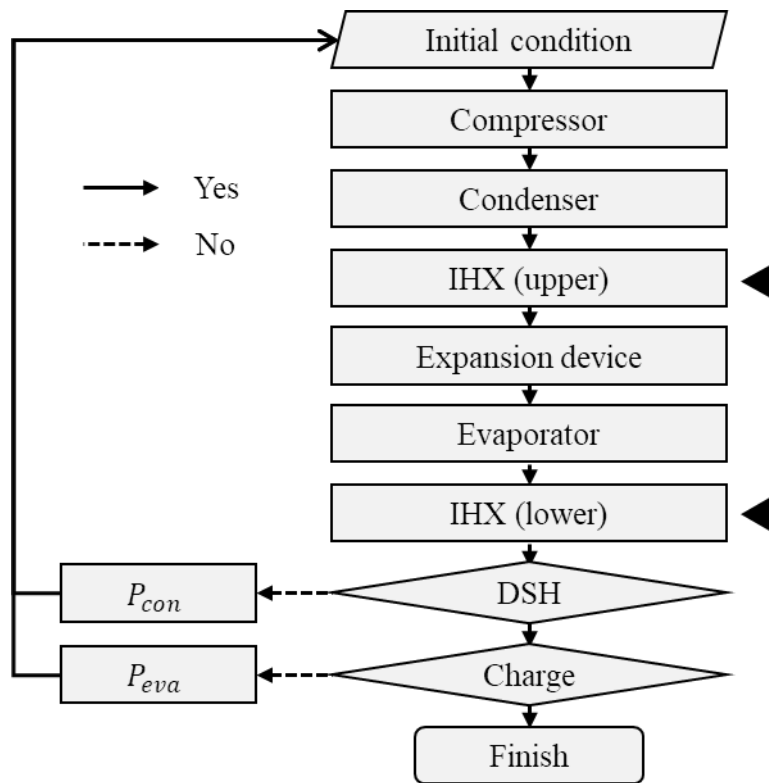 Initial condition
Compressor
Yes
Condenser
No
IHX (upper)
Expansion device
Evaporator
IHX (lower)
P_con
DSH
P_eva
Charge
Finish